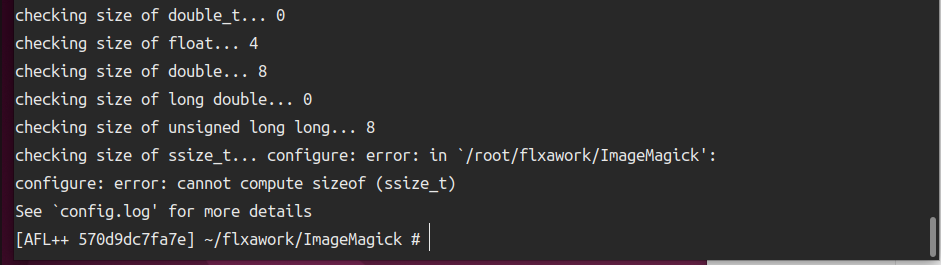 checking size of double_t... 0
checking size of float... 4
checking size of double... 8
checking size of long double... 0
checking size of unsigned long long... 8
checking size of ssize_t... configure: error: in `/root/flxawork/ImageMagick':
configure: error: cannot compute sizeof (ssize_t)
See `config.log' for more details
[AFL++ 570d9dc7fa7e] ~/flxawork/ImageMagick #